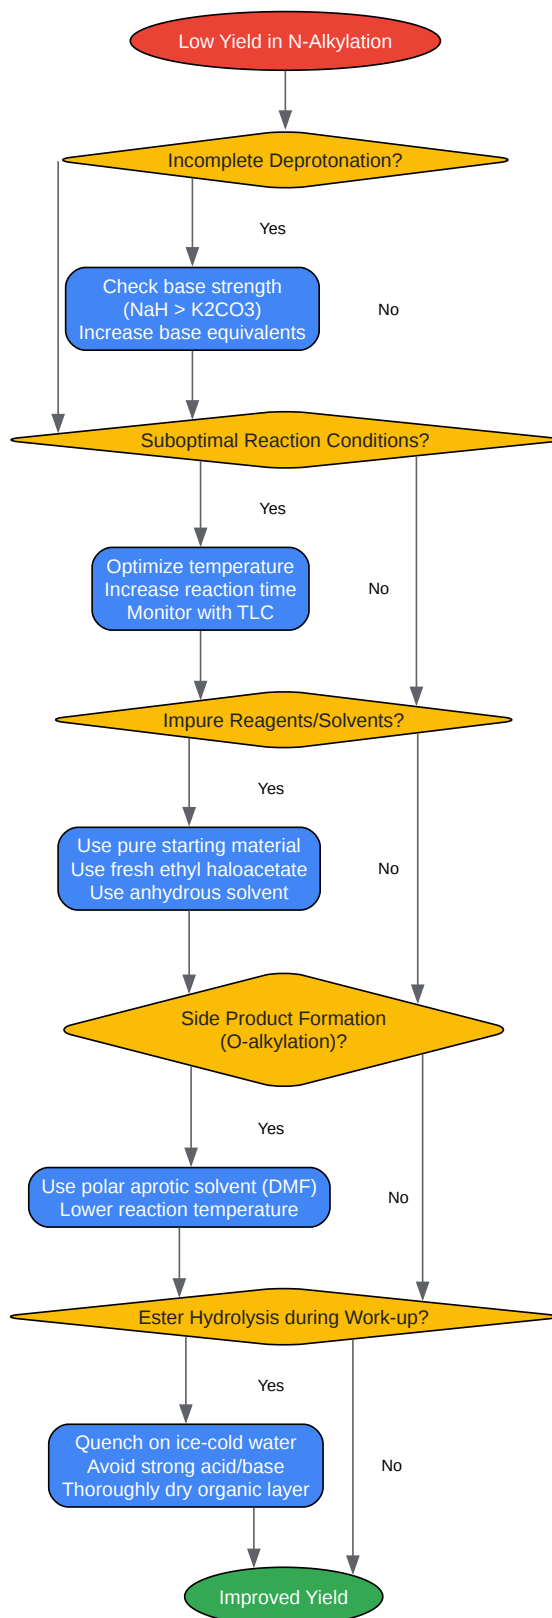 Low Yield in N-Alkylation
Incomplete Deprotonation?
Yes
Check base strength
(NaH > K2CO3)
Increase base equivalents
No
Suboptimal Reaction Conditions?
Yes
Optimize temperature
Increase reaction time
Monitor with TLC
No
Impure Reagents/Solvents?
Yes
Use pure starting material
Use fresh ethyl haloacetate
Use anhydrous solvent
No
Side Product Formation
(O-alkylation)?
Yes
Use polar aprotic solvent (DMF)
Lower reaction temperature
No
Ester Hydrolysis during Work-up?
Yes
Quench on ice-cold water
Avoid strong acid/base
Thoroughly dry organic layer
No
Improved Yield